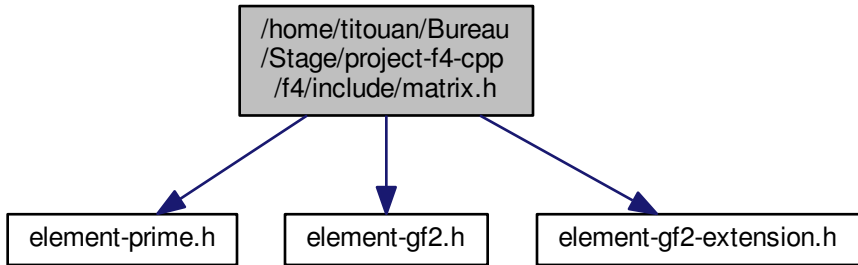 /home/titouan/Bureau
/Stage/project-f4-cpp
/f4/include/matrix.h
element-prime.h
element-gf2.h
element-gf2-extension.h